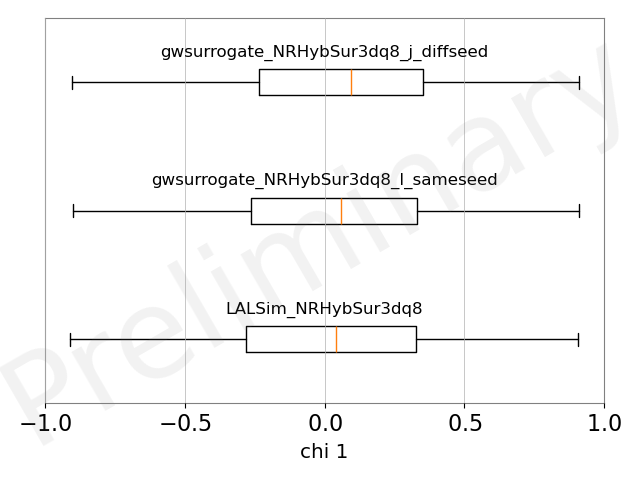 gwsurrogate_NRHybSur3dq8_j_diffseed
gwsurrogate_NRHybSur3dq8_l_sameseed
LALSim_NRHybSur3dq8
Preliminary
−1.0 −0.5 0.0 0.5 1.0
chi 1